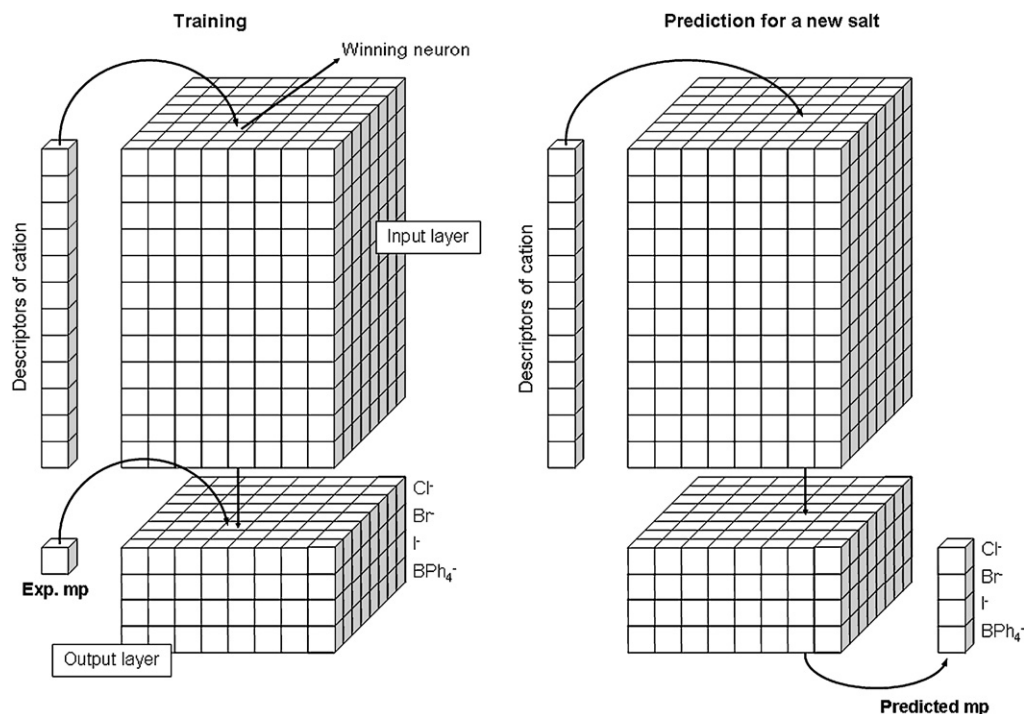 Training
Winning neuron
Descriptors of cation
Input layer
Cl-
Br-
I-
BPh₄-
Exp. mp
Output layer
Prediction for a new salt
Descriptors of cation
Cl-
Br-
I-
BPh₄-
Predicted mp